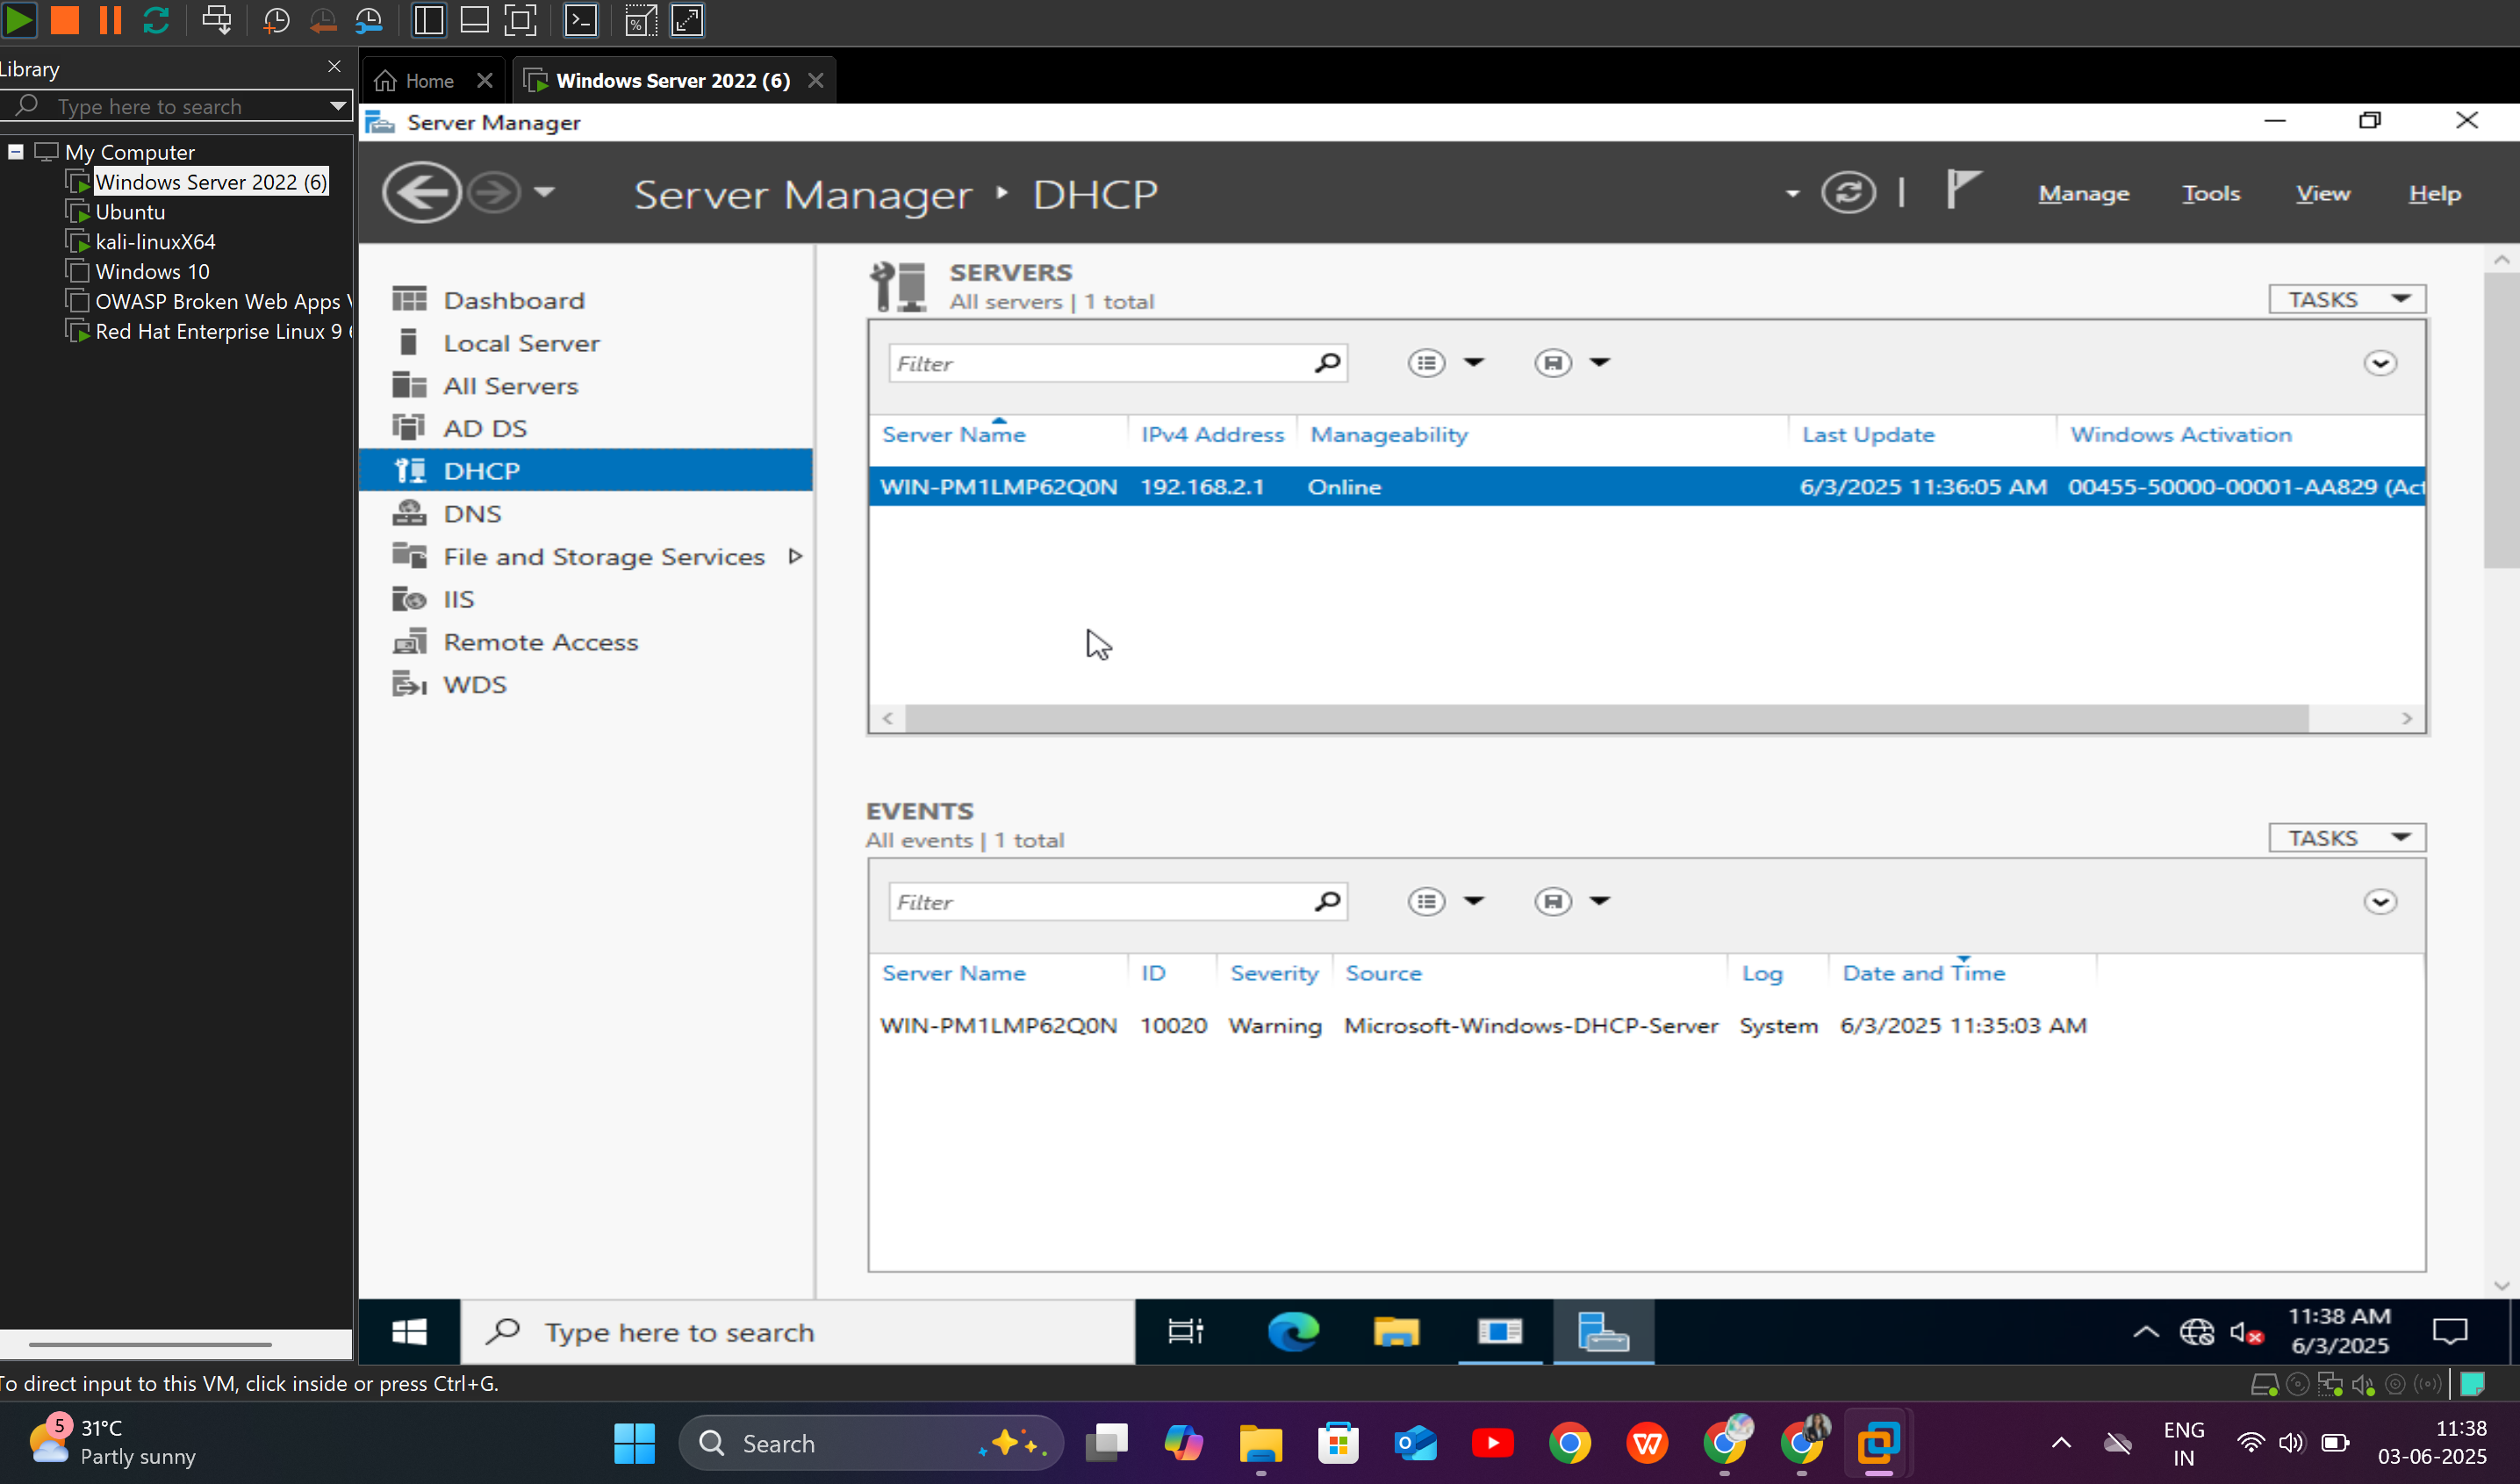 Library
Type here to search
My Computer
Windows Server 2022 (6)
Ubuntu
kali-linuxX64
Windows 10
OWASP Broken Web Apps
Red Hat Enterprise Linux 9
Home
Windows Server 2022 (6)
Server Manager
Server Manager DHCP
Manage
Tools
View
Help
Dashboard
Local Server
All Servers
AD DS
DHCP
DNS
File and Storage Services
IIS
Remote Access
WDS
SERVERS
All servers | 1 total
TASKS
Filter
Server Name IPv4 Address Manageability Last Update Windows Activation
WIN-PM1LMP62Q0N 192.168.2.1 Online 6/3/2025 11:36:05 AM 00455-50000-00001-AA829 (Act
EVENTS
All events | 1 total
TASKS
Filter
Server Name ID Severity Source Log Date and Time
WIN-PM1LMP62Q0N 10020 Warning Microsoft-Windows-DHCP-Server System 6/3/2025 11:35:03 AM
Type here to search
11:38 AM
6/3/2025
To direct input to this VM, click inside or press Ctrl+G.
5
31°C
Partly sunny
Search
ENG
IN
11:38
03-06-2025